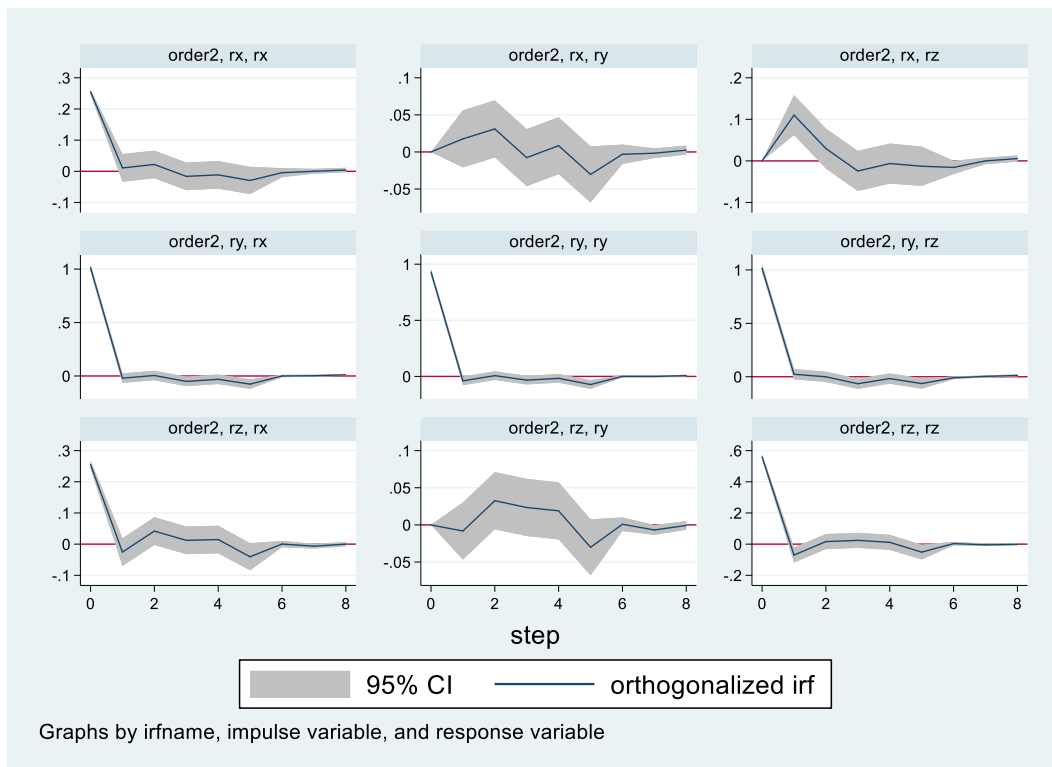 order2, rx, rx
order2, rx, ry
order2, rx, rz
.3
.2
.1
0
-.1
.1
.05
0
-.05
.2
.1
0
-.1
order2, ry, rx
order2, ry, ry
order2, ry, rz
1
.5
0
1
.5
0
1
.5
0
order2, rz, rx
order2, rz, ry
order2, rz, rz
.3
.2
.1
0
-.1
.1
.05
0
-.05
.6
.4
.2
0
-.2
0 2 4 6 8
0 2 4 6 8
0 2 4 6 8
step
95% CI
orthogonalized irf
Graphs by irfname, impulse variable, and response variable